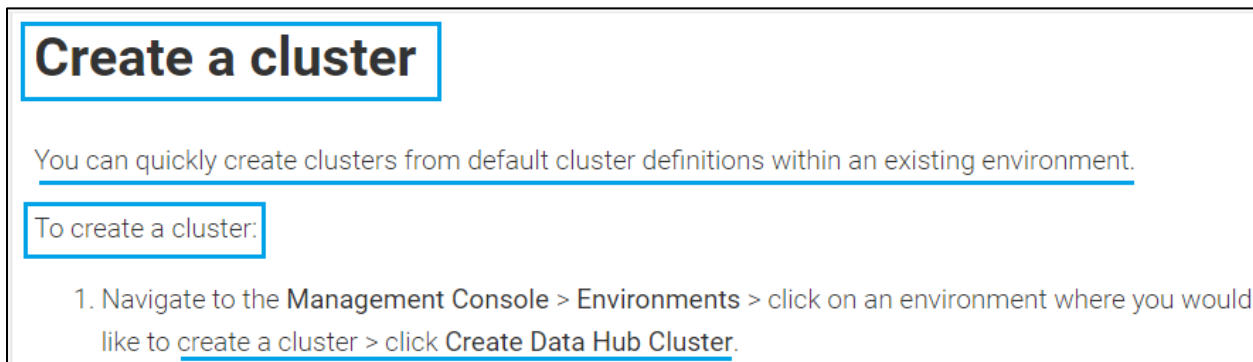 Create a cluster
You can quickly create clusters from default cluster definitions within an existing environment.
To create a cluster:
1. Navigate to the Management Console > Environments > click on an environment where you would
like to create a cluster > click Create Data Hub Cluster.